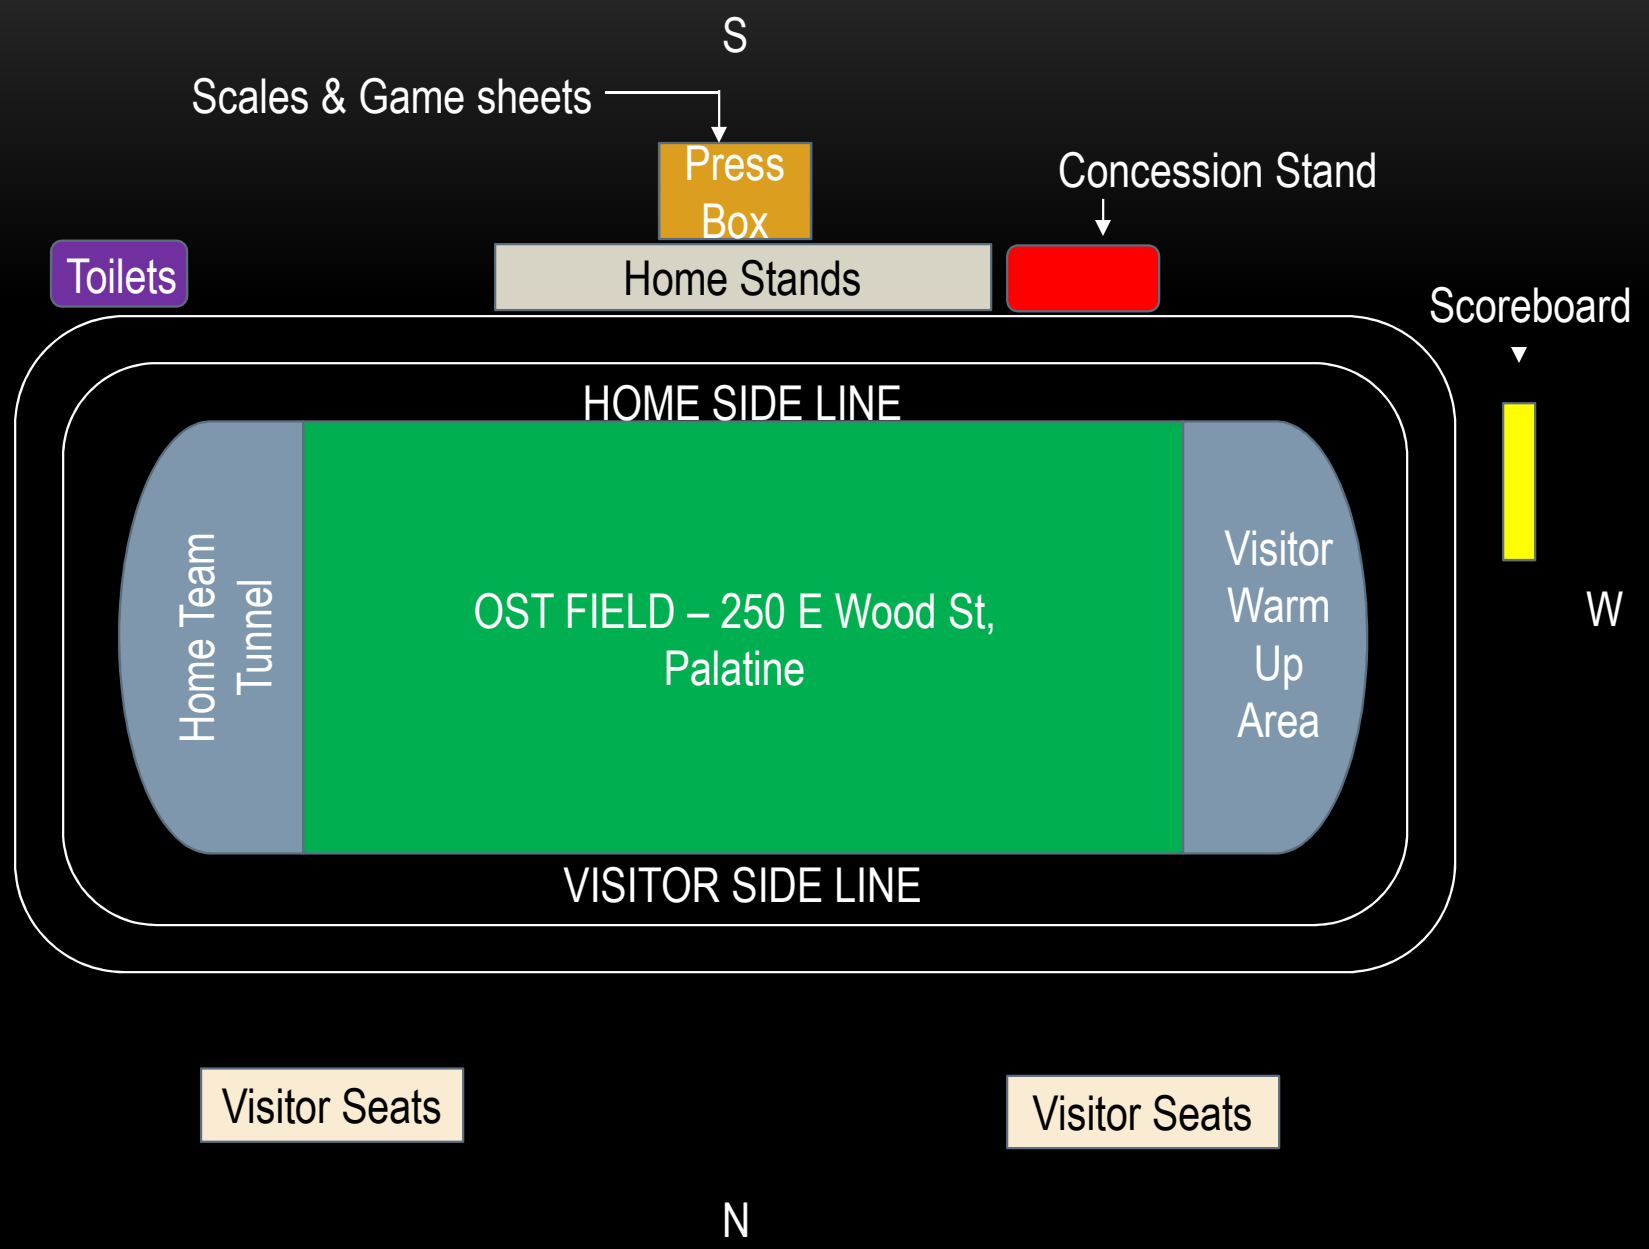 S
Scales & Game sheets
Press
Box
Concession Stand
Toilets
Home Stands
Scoreboard
HOME SIDE LINE
Home Team
Tunnel
OST FIELD – 250 E Wood St,
Palatine
Visitor
Warm
Up
Area
W
VISITOR SIDE LINE
Visitor Seats
Visitor Seats
N